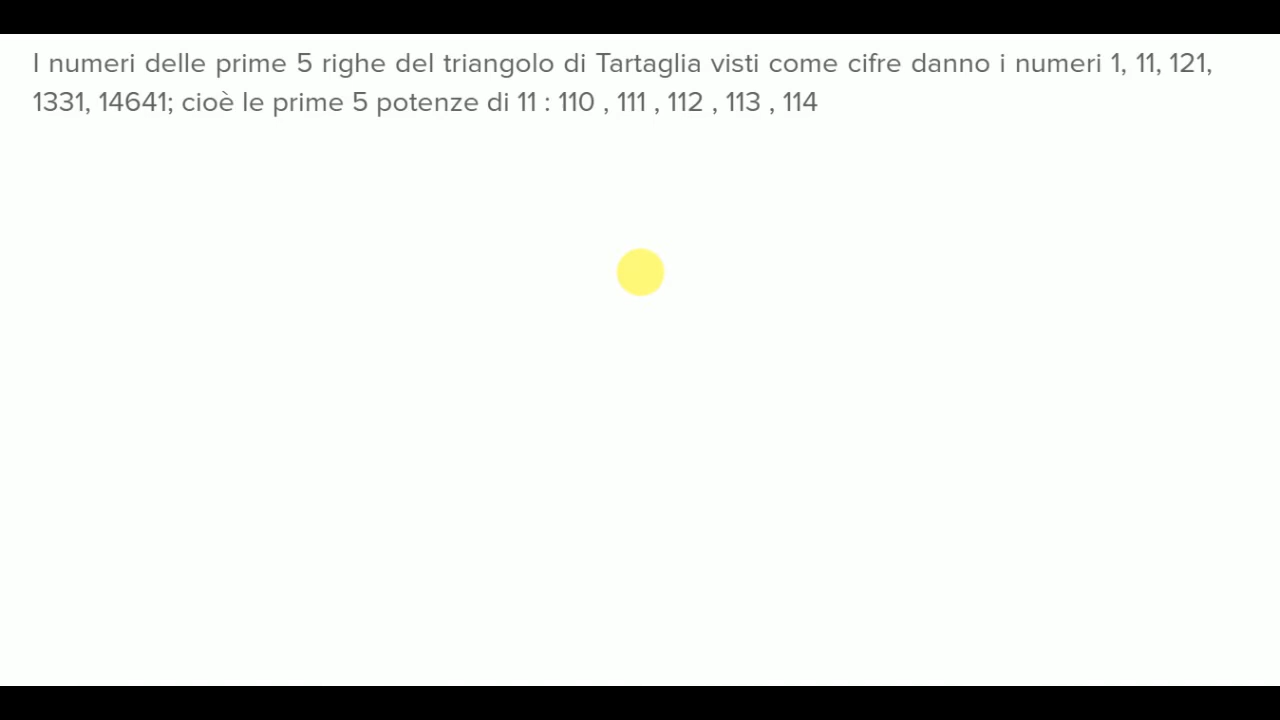 I numeri delle prime 5 righe del triangolo di Tartaglia visti come cifre danno i numeri 1, 11, 121,
1331, 14641; cioè le prime 5 potenze di 11 : 110 , 111 , 112 , 113 , 114